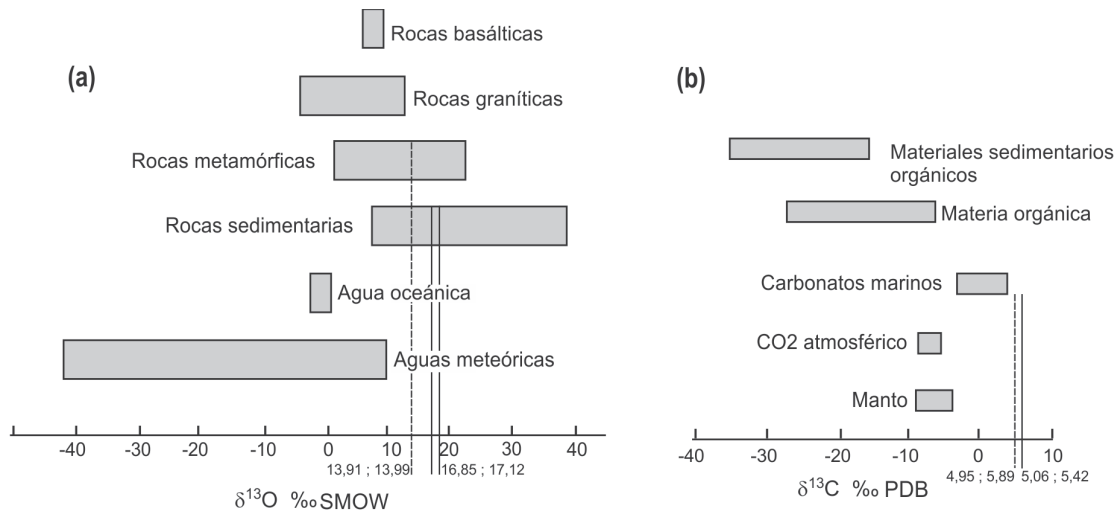 (a)
Rocas basálticas
Rocas graníticas
Rocas metamórficas
Rocas sedimentarias
Agua oceánica
Aguas meteóricas
-40 -20 -20 -10 0 10 20 30 40
13,91 ; 13,99 16,85 ; 17,12
δ¹³O ‰ SMOW
(b)
Materiales sedimentarios
orgánicos
Materia orgánica
Carbonatos marinos
CO2 atmosférico
Manto
-40 -30 -20 -10 0 10
4,95 ; 5,89 5,06 ; 5,42
δ¹³C ‰ PDB